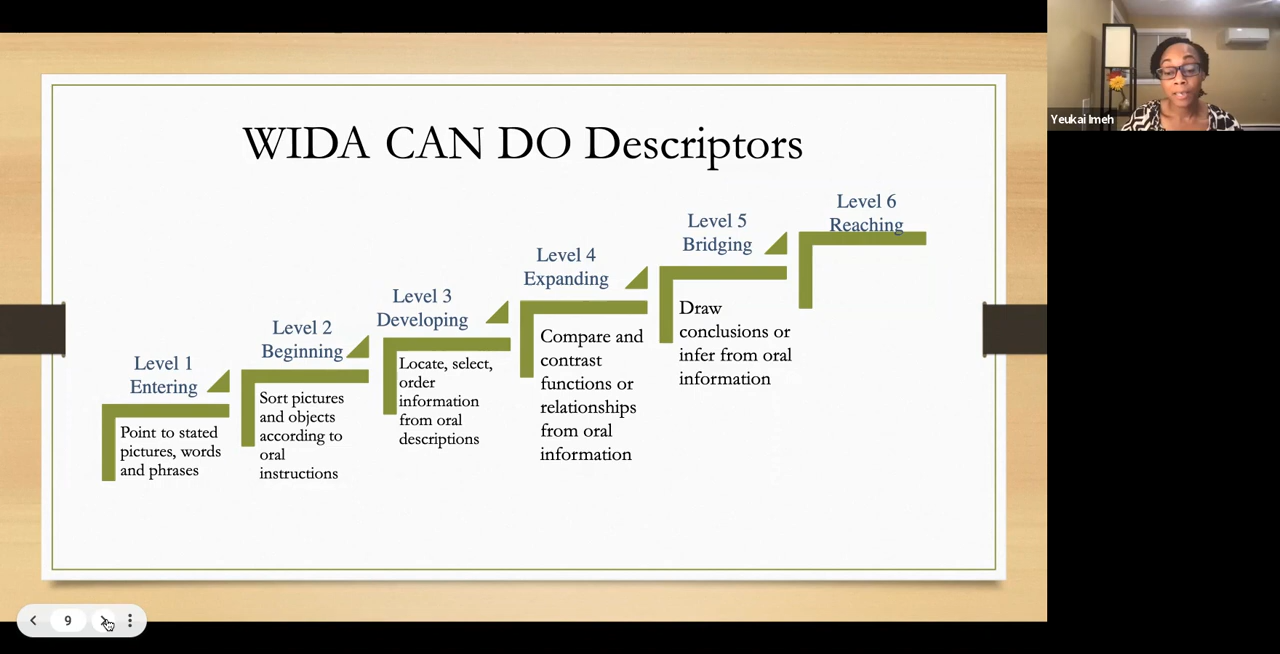 WIDA CAN DO Descriptors
Level 1
Entering
Point to stated
pictures, words
and phrases
Level 2
Beginning
Sort pictures
and objects
according to
oral
instructions
Level 3
Developing
Locate, select,
order
information
from oral
descriptions
Level 4
Expanding
Compare and
contrast
functions or
relationships
from oral
information
Level 5
Bridging
Draw
conclusions or
infer from oral
information
Level 6
Reaching
Yeukai Imeh
9